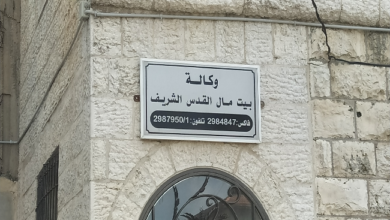 وكالة
بيت مال القدس الشريف
فاكس:2984847 تلفون:2987950/1